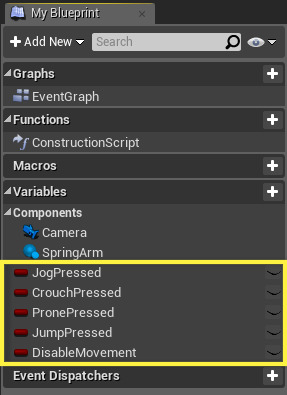 My Blueprint
Add New Search
Graphs
EventGraph
Functions
ConstructionScript
Macros
Variables
Components
Camera
SpringArm
JogPressed
CrouchPressed
PronePressed
JumpPressed
DisableMovement
Event Dispatchers